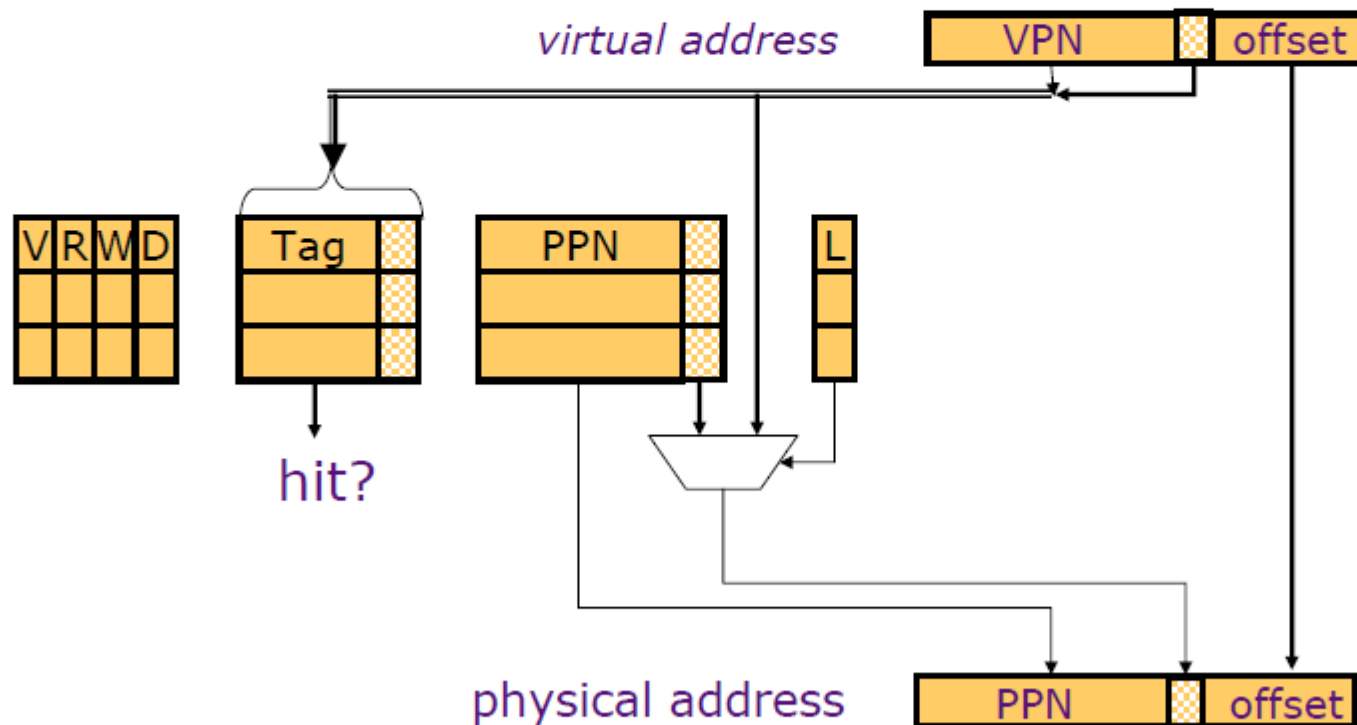 virtual address
VPN offset
V R W D Tag PPN L
hit?
physical address
PPN offset